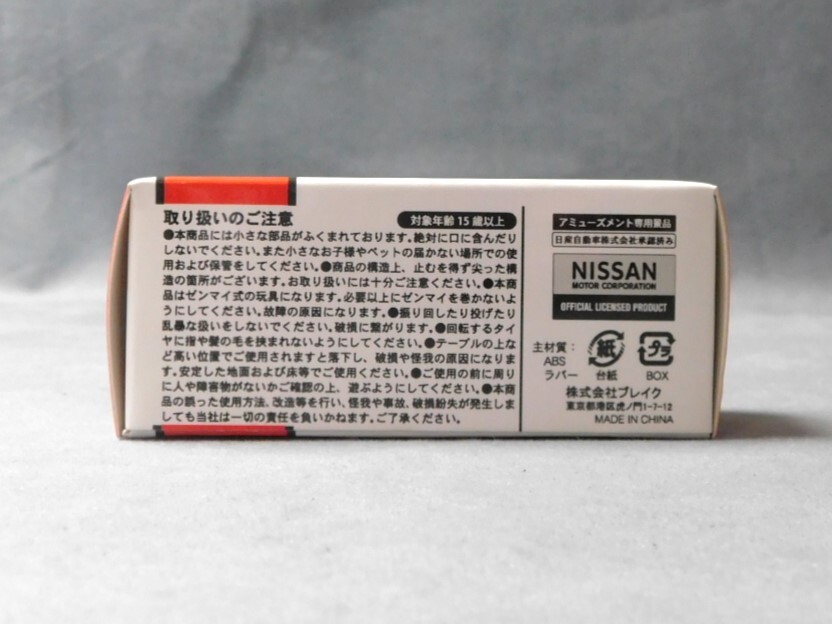 取り扱いのご注意
対象年齢15歳以上
●本商品には小さな部品がふくまれております。絶対に口に含んだり
しないでください。また小さなお子様やペットの届かない場所での使
用および保管をしてください。●商品の構造上、止むを得ず尖った構
造の箇所がございます。お取り扱いには十分ご注意ください。●本商
品はゼンマイ式の玩具になります。必要以上にゼンマイを巻かないよ
うにしてください。故障の原因になります。●振り回したり投げたり
乱暴な扱いをしないでください。破損に繋がります。●回転するタイ
ヤに指や髪の毛を挟まれないようにしてください。●テーブルの上な
ど高い位置でご使用されますと落下し、破損や怪我の原因になりま
す。安定した地面および床等でご使用ください。●ご使用の前に周り
に人や障害物がないかご確認の上、遊ぶようにしてください。●本商
品の誤った使用方法、改造等を行い、怪我や事故、破損紛失が発生しま
しても当社は一切の責任を負いかねます。ご了承ください。
アミューズメント専用景品
日産自動車株式会社承認済み
NISSAN
MOTOR CORPORATION
OFFICIAL LICENSED PRODUCT
主材質：
ABS
ラバー
紙
台紙
プラ
BOX
株式会社ブレイク
東京都港区虎ノ門1-7-12
MADE IN CHINA